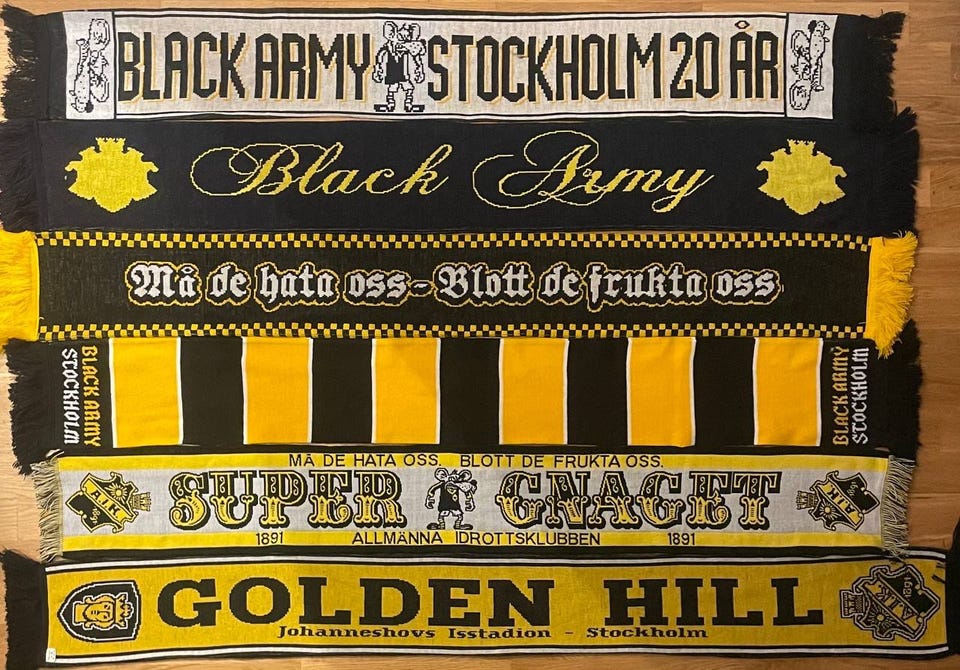 BLACK ARMY STOCKHOLM 20 ÅR
Black Army
Må de hata oss - Blott de frukta oss
BLACK ARMY
STOCKHOLM
BLACK ARMY
STOCKHOLM
MÅ DE HATA OSS. BLOTT DE FRUKTA OSS.
AIK
SUPER GNAGET
AIK
1891 ALLMÄNNA IDROTTSKLUBBEN 1891
GOLDEN HILL
1891
AIK
Johanneshovs Isstadion - Stockholm